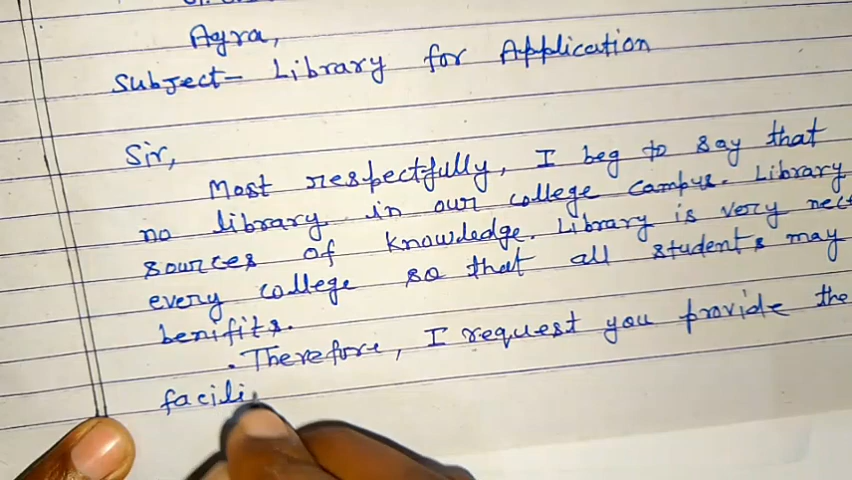 Agra,
Subject- Library for Application
Sir,
Most respectfully, I beg to say that
no library in our college campus. Library
sources of knowledge. Library is very
every college so that all students may
benifits.
Therefore, I request you provide the